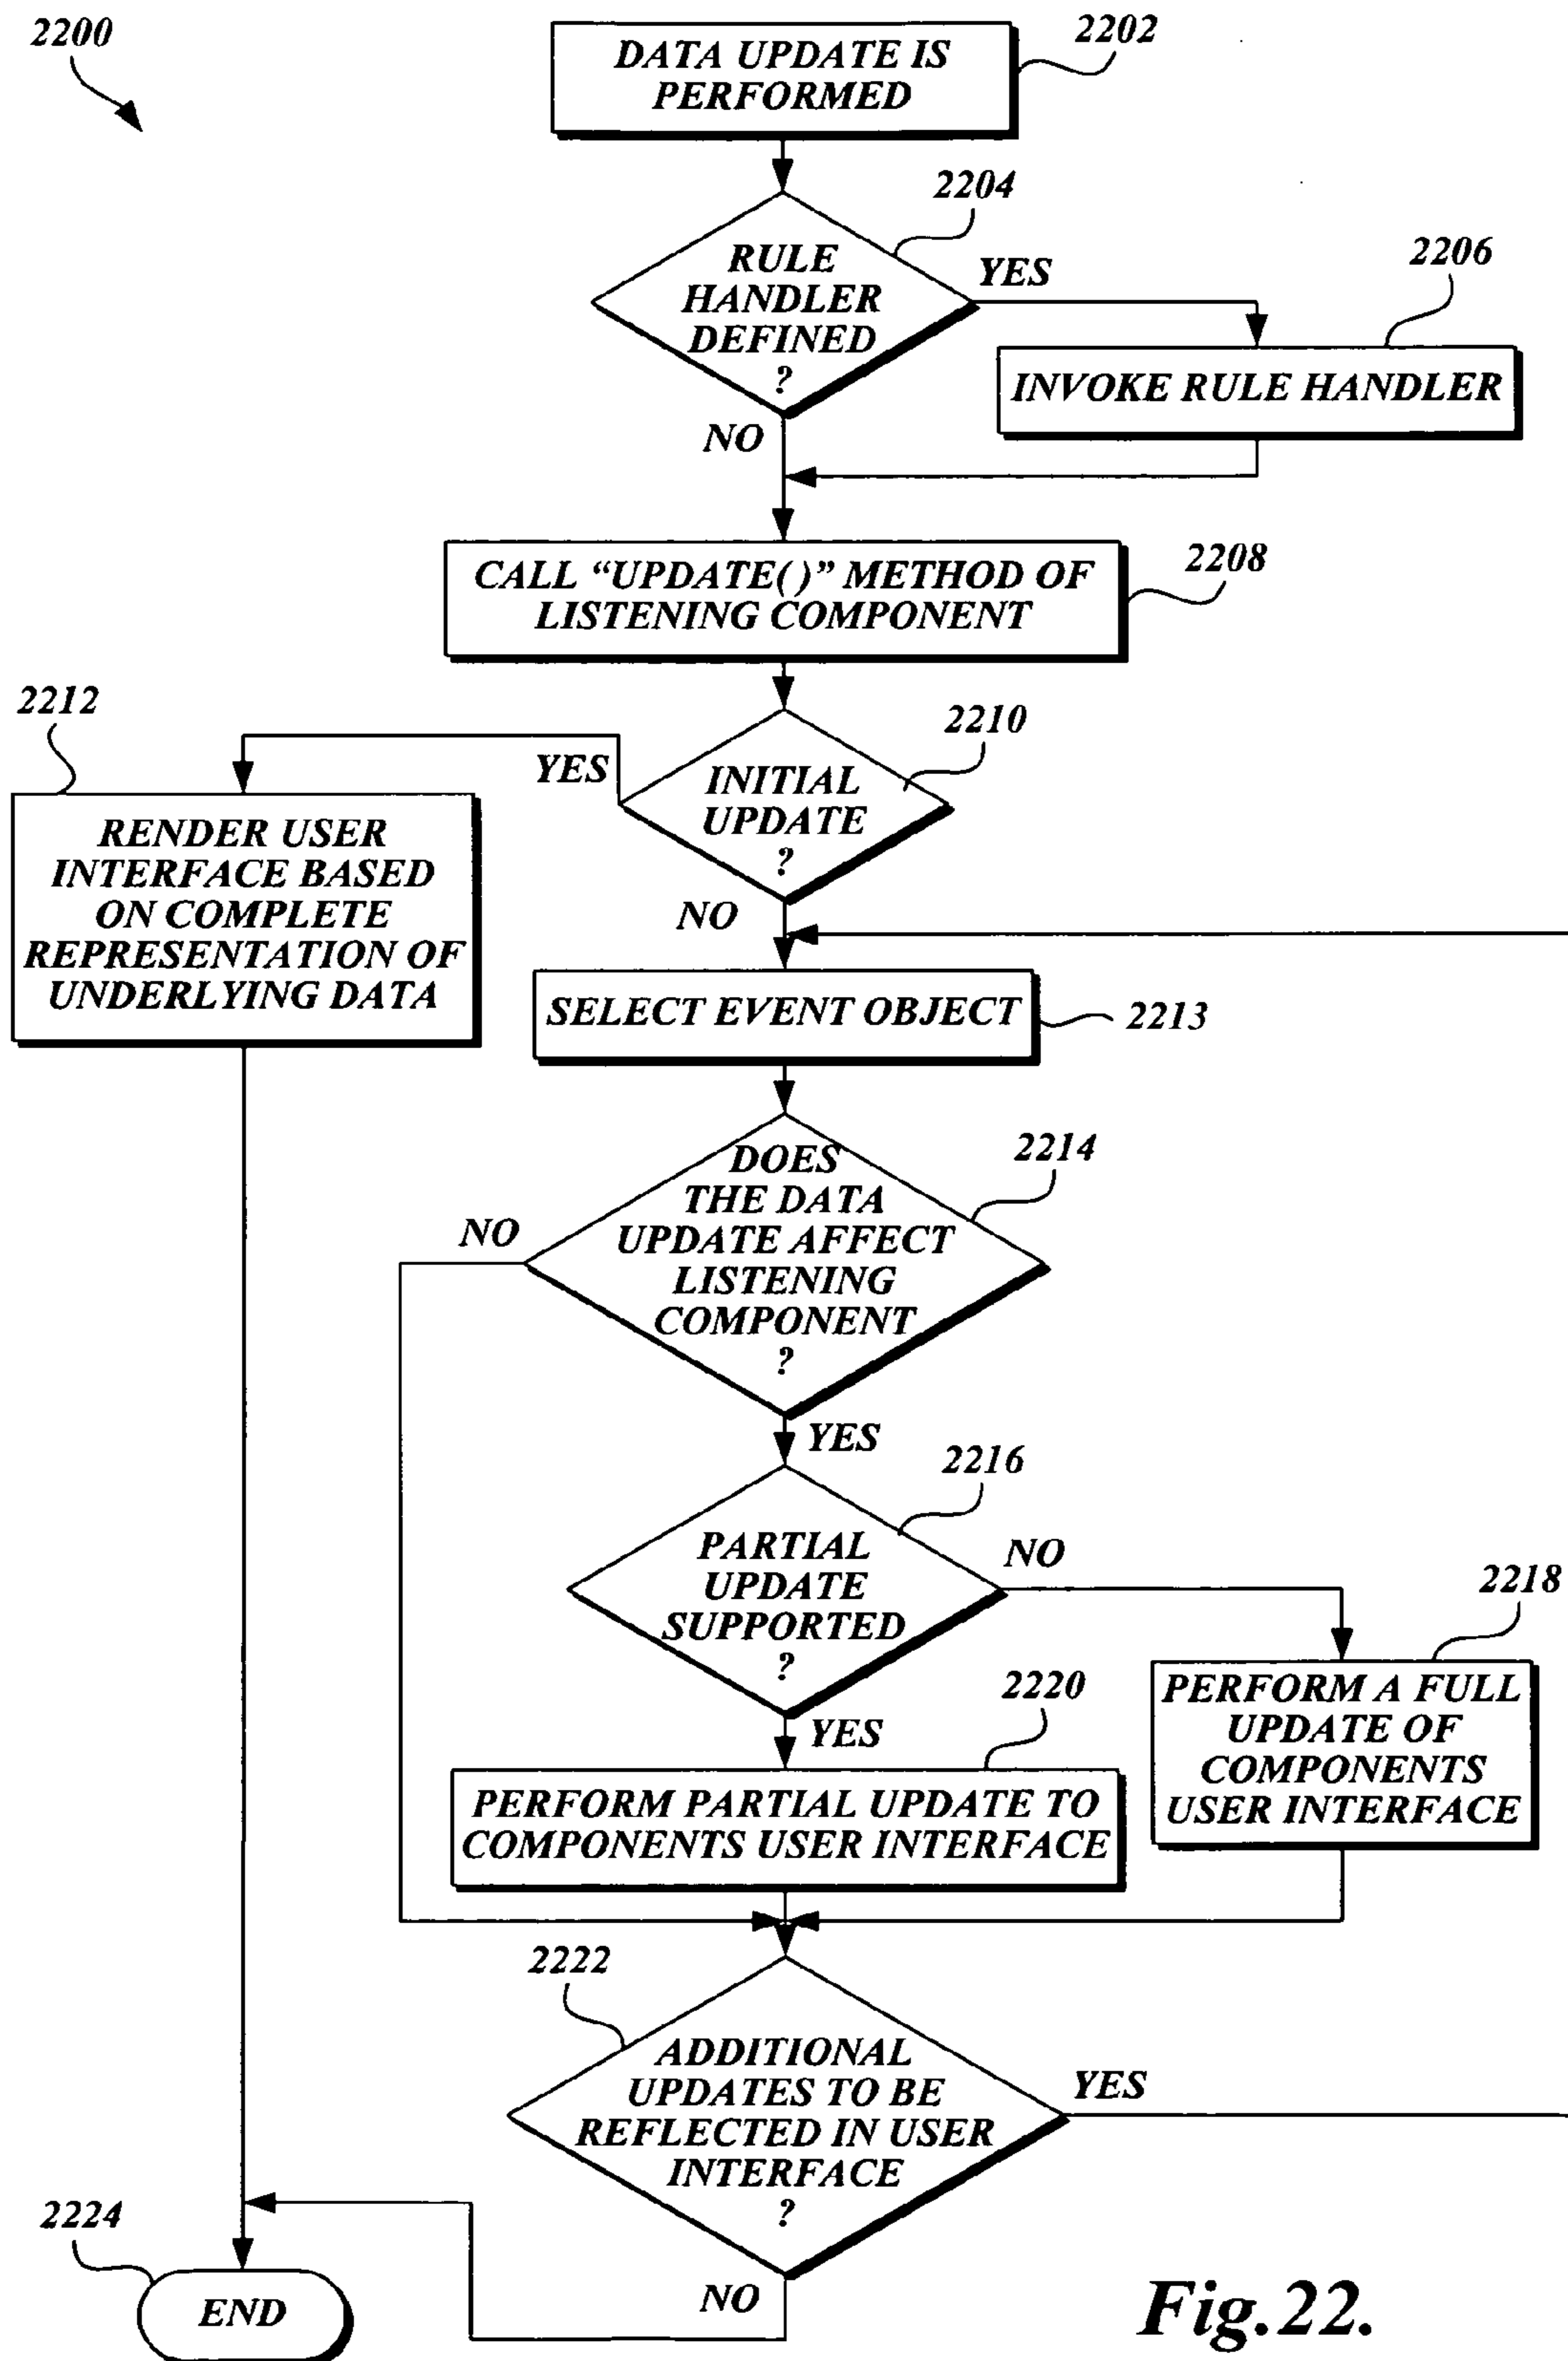 2200
DATA UPDATE IS
PERFORMED
2202
2204
RULE
HANDLER
DEFINED
?
YES
NO
2206
INVOKE RULE HANDLER
CALL “UPDATE()” METHOD OF
LISTENING COMPONENT
2208
2210
INITIAL
UPDATE
?
YES
NO
2212
RENDER USER
INTERFACE BASED
ON COMPLETE
REPRESENTATION OF
UNDERLYING DATA
SELECT EVENT OBJECT
2213
2214
DOES
THE DATA
UPDATE AFFECT
LISTENING
COMPONENT
?
NO
YES
2216
PARTIAL
UPDATE
SUPPORTED
?
NO
YES
2218
PERFORM A FULL
UPDATE OF
COMPONENTS
USER INTERFACE
2220
PERFORM PARTIAL UPDATE TO
COMPONENTS USER INTERFACE
2222
ADDITIONAL
UPDATES TO BE
REFLECTED IN USER
INTERFACE
?
YES
NO
2224
END
Fig.22.